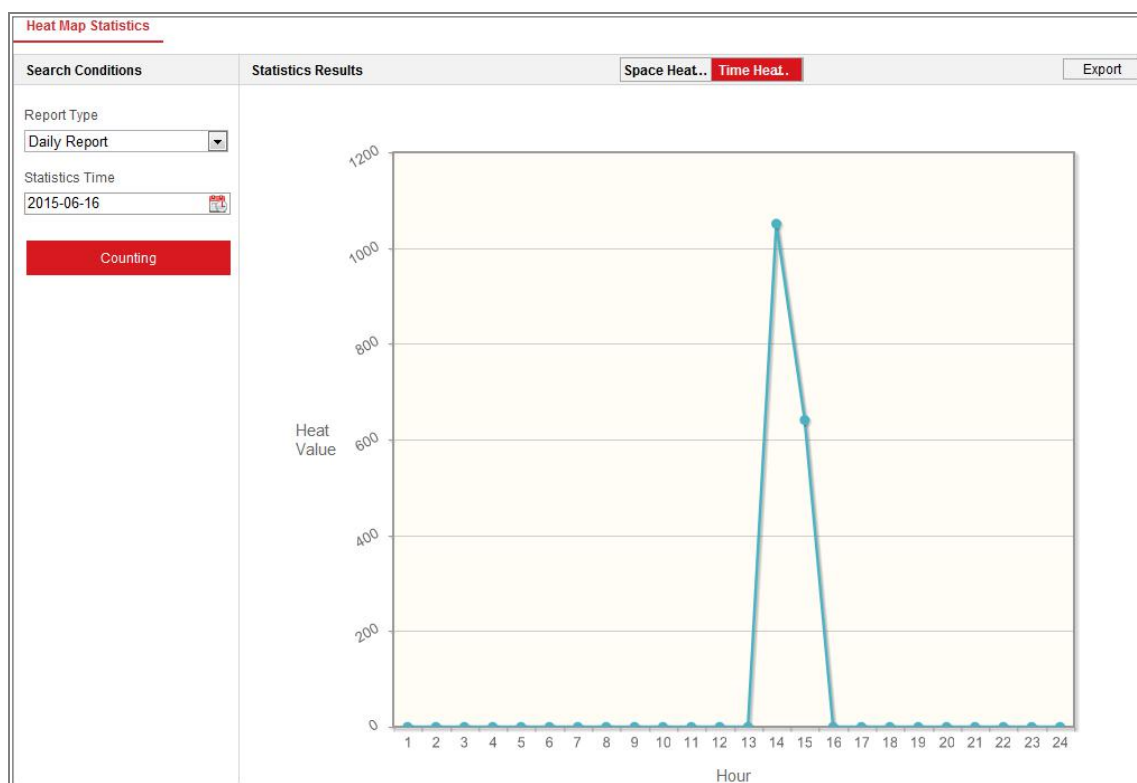 Heat Map Statistics
Search Conditions
Statistics Results
Space Heat...
Time Heat..
Export
Report Type
Daily Report
Statistics Time
2015-06-16
Counting
1200
1000
800
600
400
200
0
Heat
Value
1 2 3 4 5 6 7 8 9 10 11 12 13 14 15 16 17 18 19 20 21 22 23 24
Hour